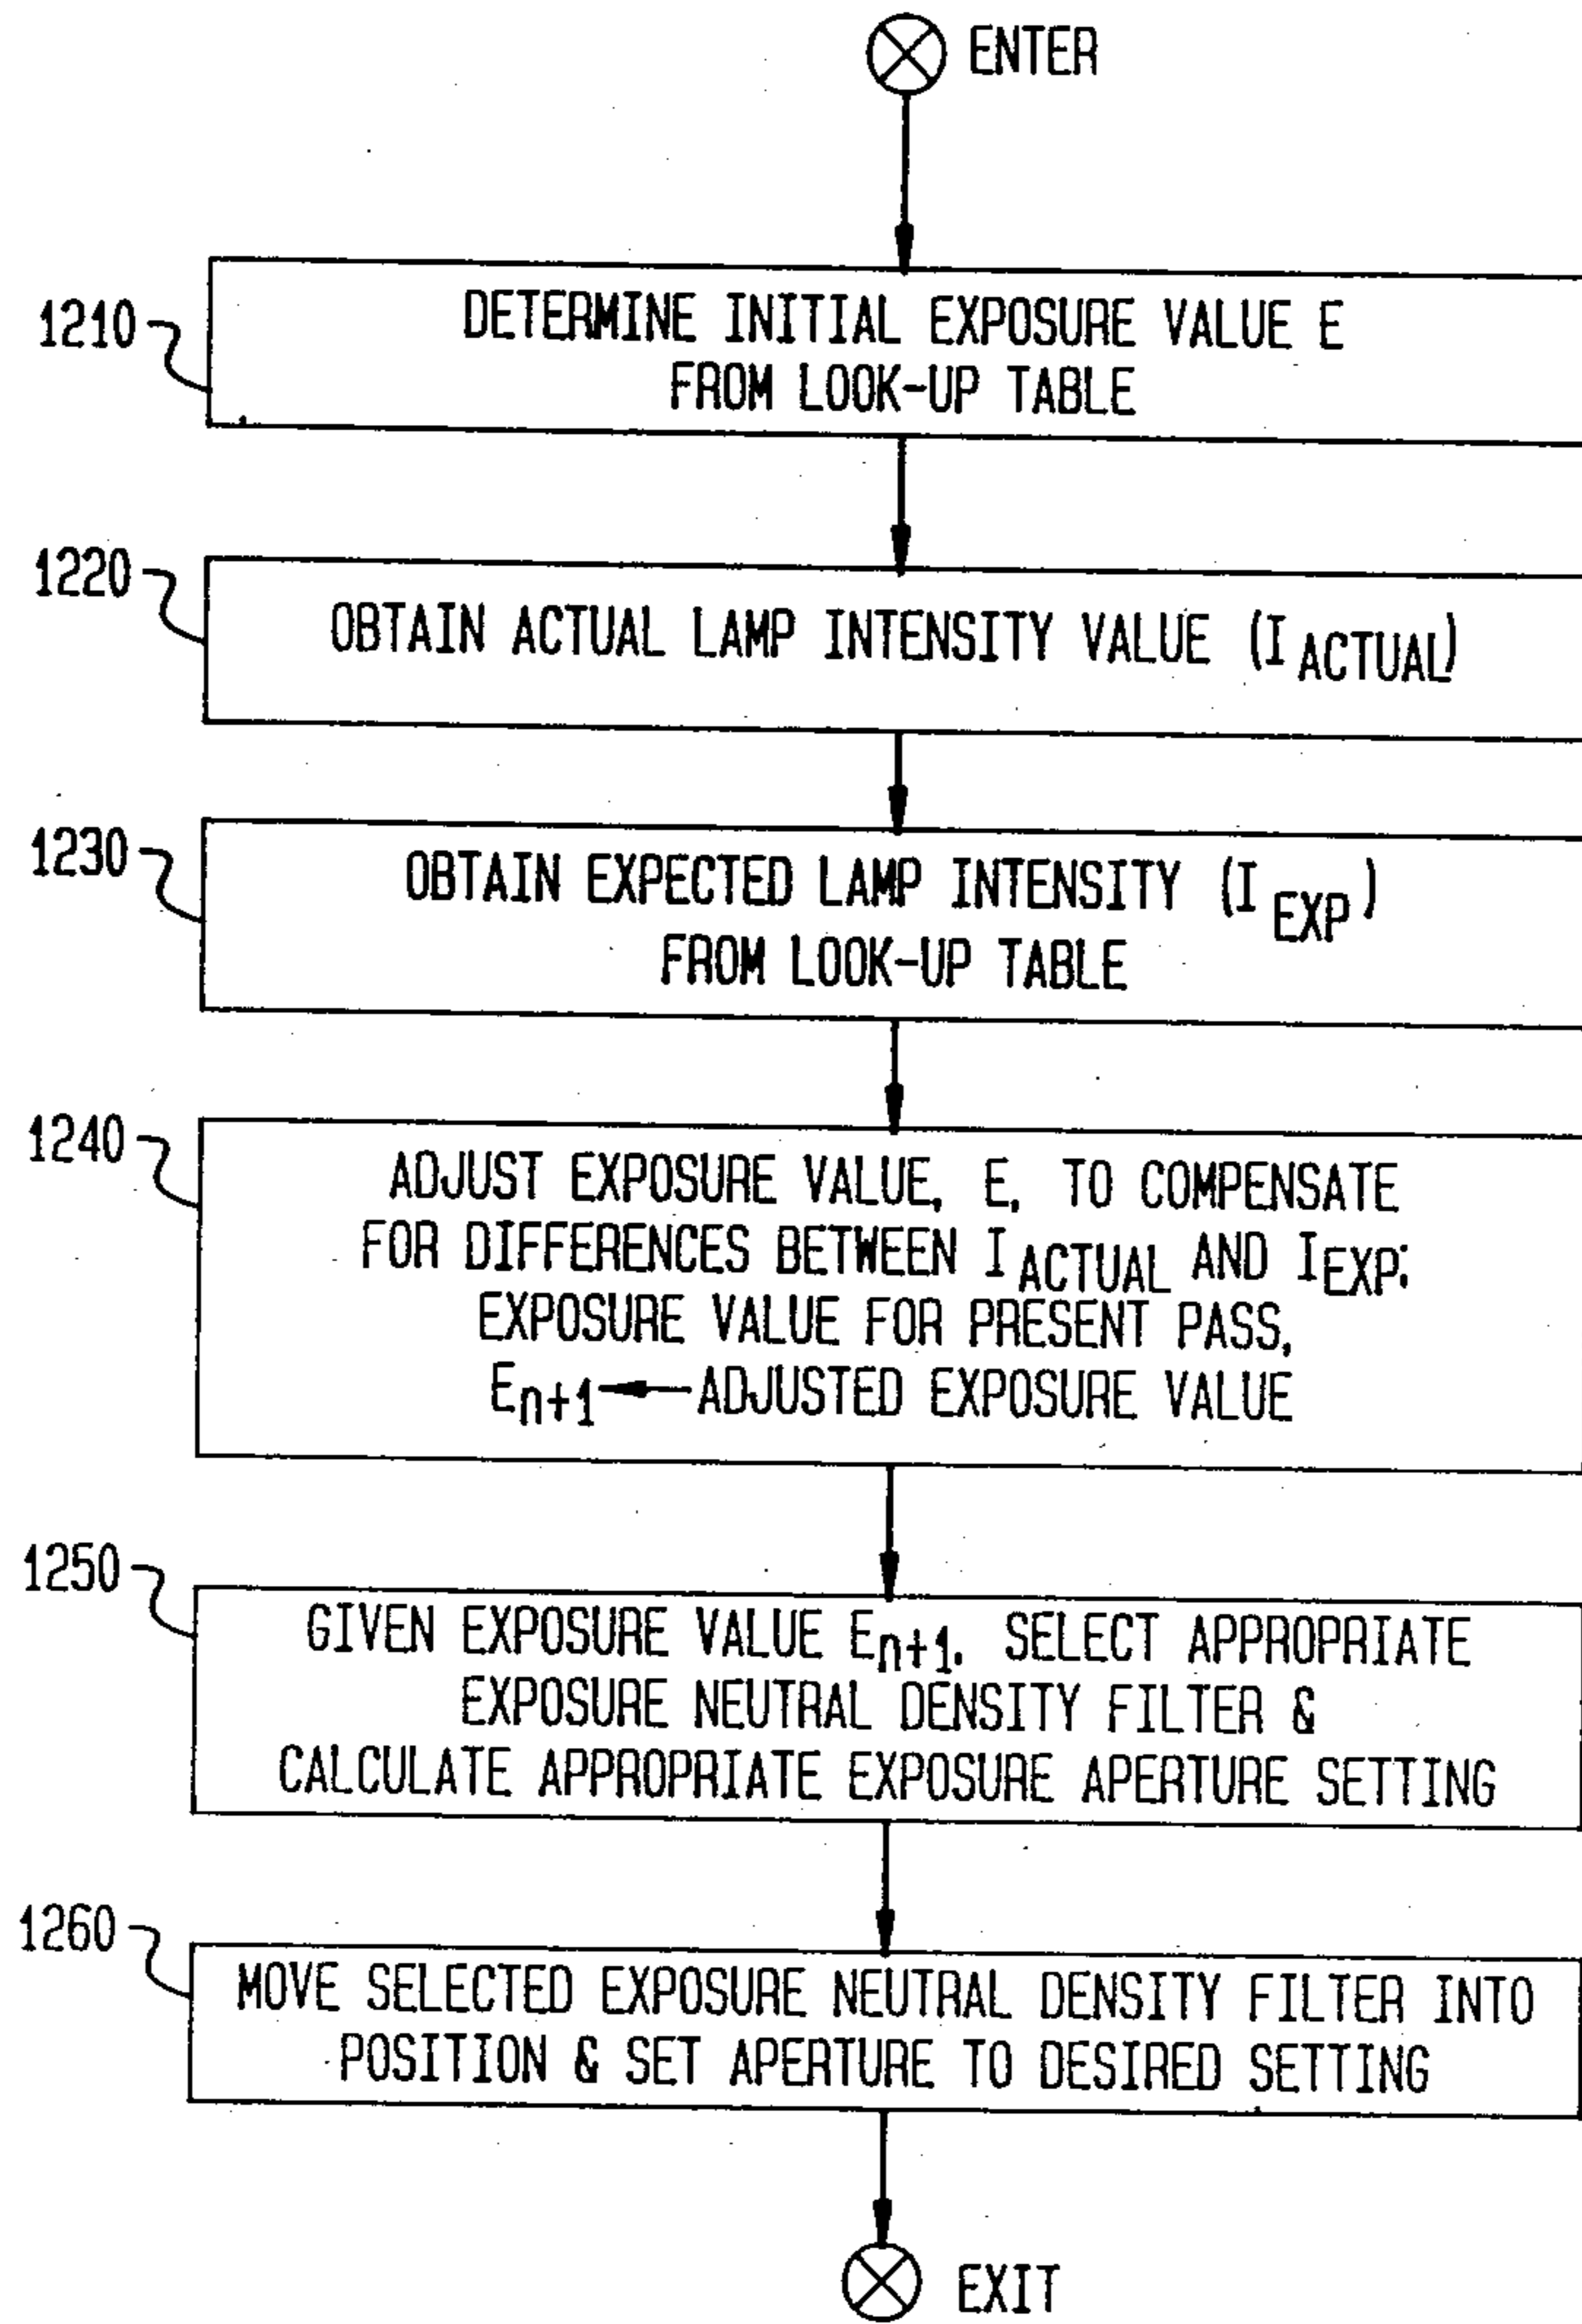 ENTER
1210
DETERMINE INITIAL EXPOSURE VALUE E
FROM LOOK-UP TABLE
1220
OBTAIN ACTUAL LAMP INTENSITY VALUE (I ACTUAL)
1230
OBTAIN EXPECTED LAMP INTENSITY (I EXP)
FROM LOOK-UP TABLE
1240
ADJUST EXPOSURE VALUE, E, TO COMPENSATE
FOR DIFFERENCES BETWEEN I ACTUAL AND I EXP:
EXPOSURE VALUE FOR PRESENT PASS,
En+1 ← ADJUSTED EXPOSURE VALUE
1250
GIVEN EXPOSURE VALUE En+1. SELECT APPROPRIATE
EXPOSURE NEUTRAL DENSITY FILTER &
CALCULATE APPROPRIATE EXPOSURE APERTURE SETTING
1260
MOVE SELECTED EXPOSURE NEUTRAL DENSITY FILTER INTO
POSITION & SET APERTURE TO DESIRED SETTING
EXIT